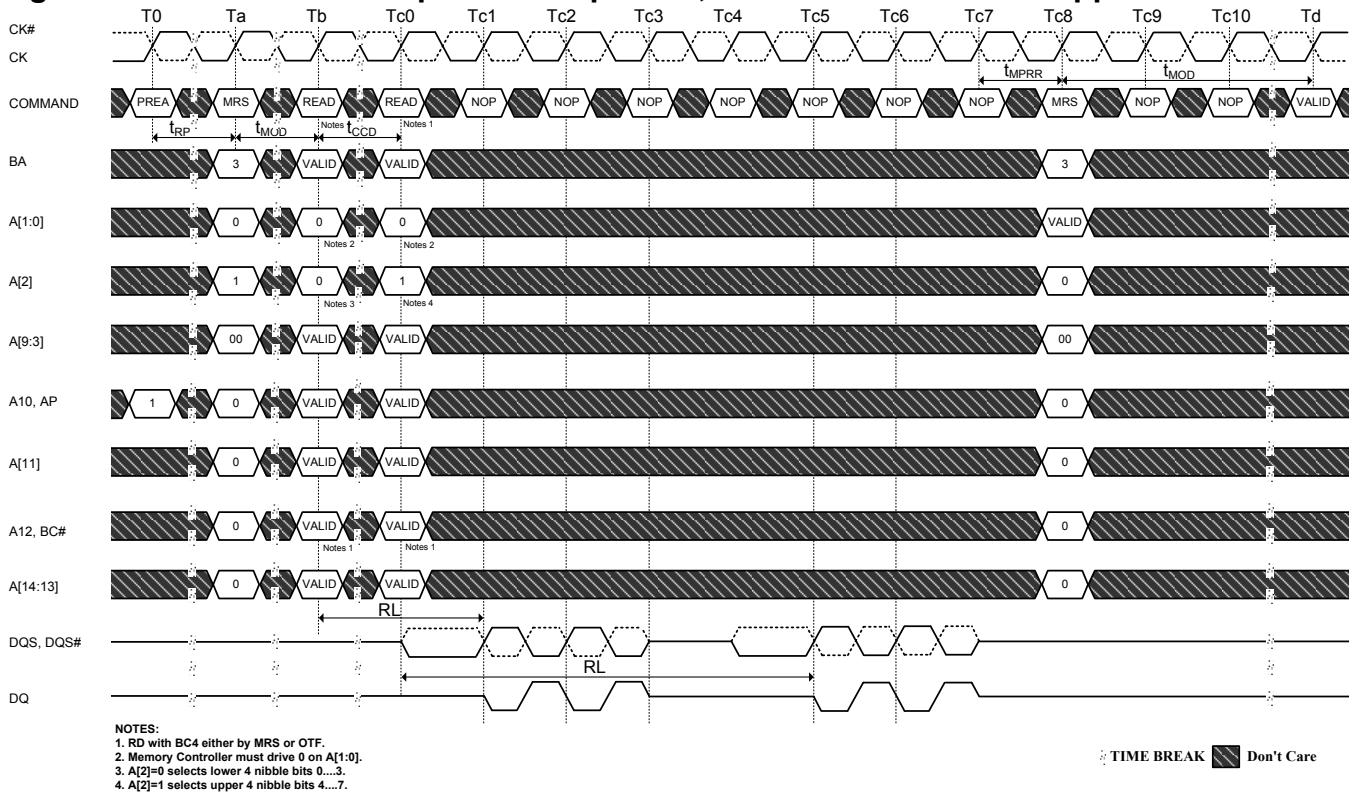 T0 Ta Tb Tc0 Tc1 Tc2 Tc3 Tc4 Tc5 Tc6 Tc7 Tc8 Tc9 Tc10 Td
CK#
CK
tMPRR tMOD
COMMAND PREA MRS READ READ NOP NOP NOP NOP NOP NOP NOP MRS NOP NOP VALID
Notes 1 Notes 1
tRP tMOD tCCD
BA 3 VALID VALID 3
A[1:0] 0 0 0 VALID
Notes 2 Notes 2
A[2] 1 0 1 0
Notes 3 Notes 4
A[9:3] 00 VALID VALID 00
A10, AP 1 0 VALID VALID 0
A[11] 0 VALID VALID 0
A12, BC# 0 VALID VALID 0
Notes 1 Notes 1
A[14:13] 0 VALID VALID 0
RL
DQS, DQS#
RL
DQ
NOTES:
1. RD with BC4 either by MRS or OTF.
2. Memory Controller must drive 0 on A[1:0].
3. A[2]=0 selects lower 4 nibble bits 0....3.
4. A[2]=1 selects upper 4 nibble bits 4....7.
TIME BREAK Don't Care